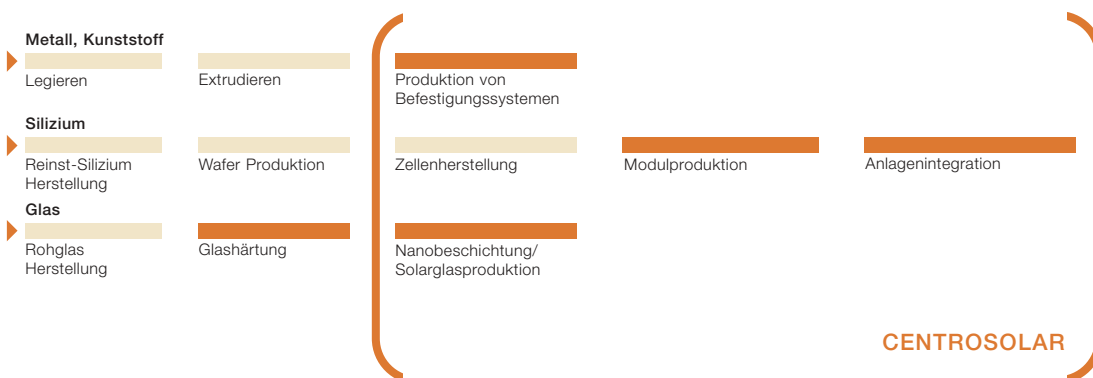 Metall, Kunststoff
Legieren
Extrudieren
Produktion von
Befestigungssystemen
Silizium
Reinst-Silizium
Herstellung
Wafer Produktion
Zellenherstellung
Modulproduktion
Anlagenintegration
Glas
Rohglas
Herstellung
Glashärtung
Nanobeschichtung/
Solarglasproduktion
CENTROSOLAR